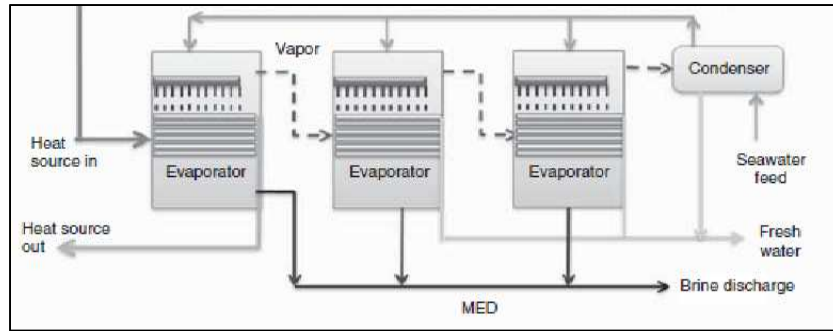 Vapor
Condenser
Heat
source in
Evaporator
Evaporator
Evaporator
Seawater
feed
Heat source
out
Fresh
water
Brine discharge
MED